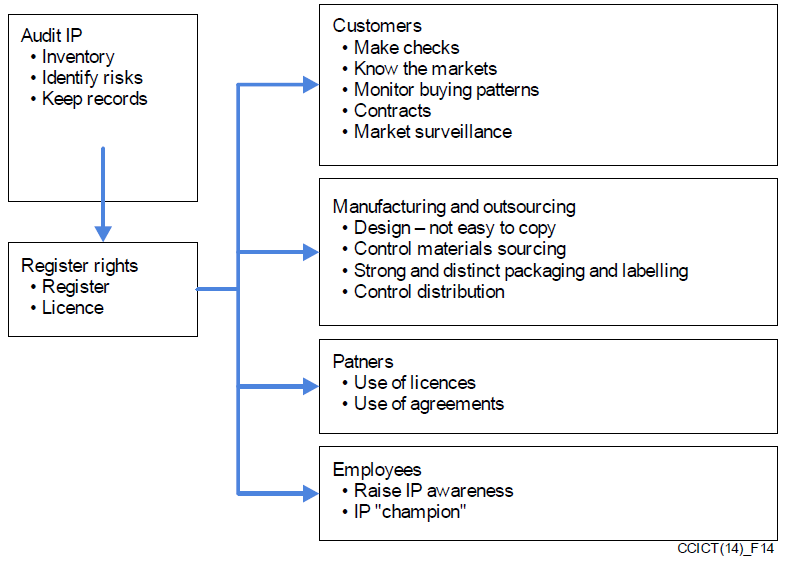 Audit IP
• Inventory
• Identify risks
• Keep records
Register rights
• Register
• Licence
Customers
• Make checks
• Know the markets
• Monitor buying patterns
• Contracts
• Market surveillance
Manufacturing and outsourcing
• Design – not easy to copy
• Control materials sourcing
• Strong and distinct packaging and labelling
• Control distribution
Patners
• Use of licences
• Use of agreements
Employees
• Raise IP awareness
• IP "champion"
CCICT(14)_F14